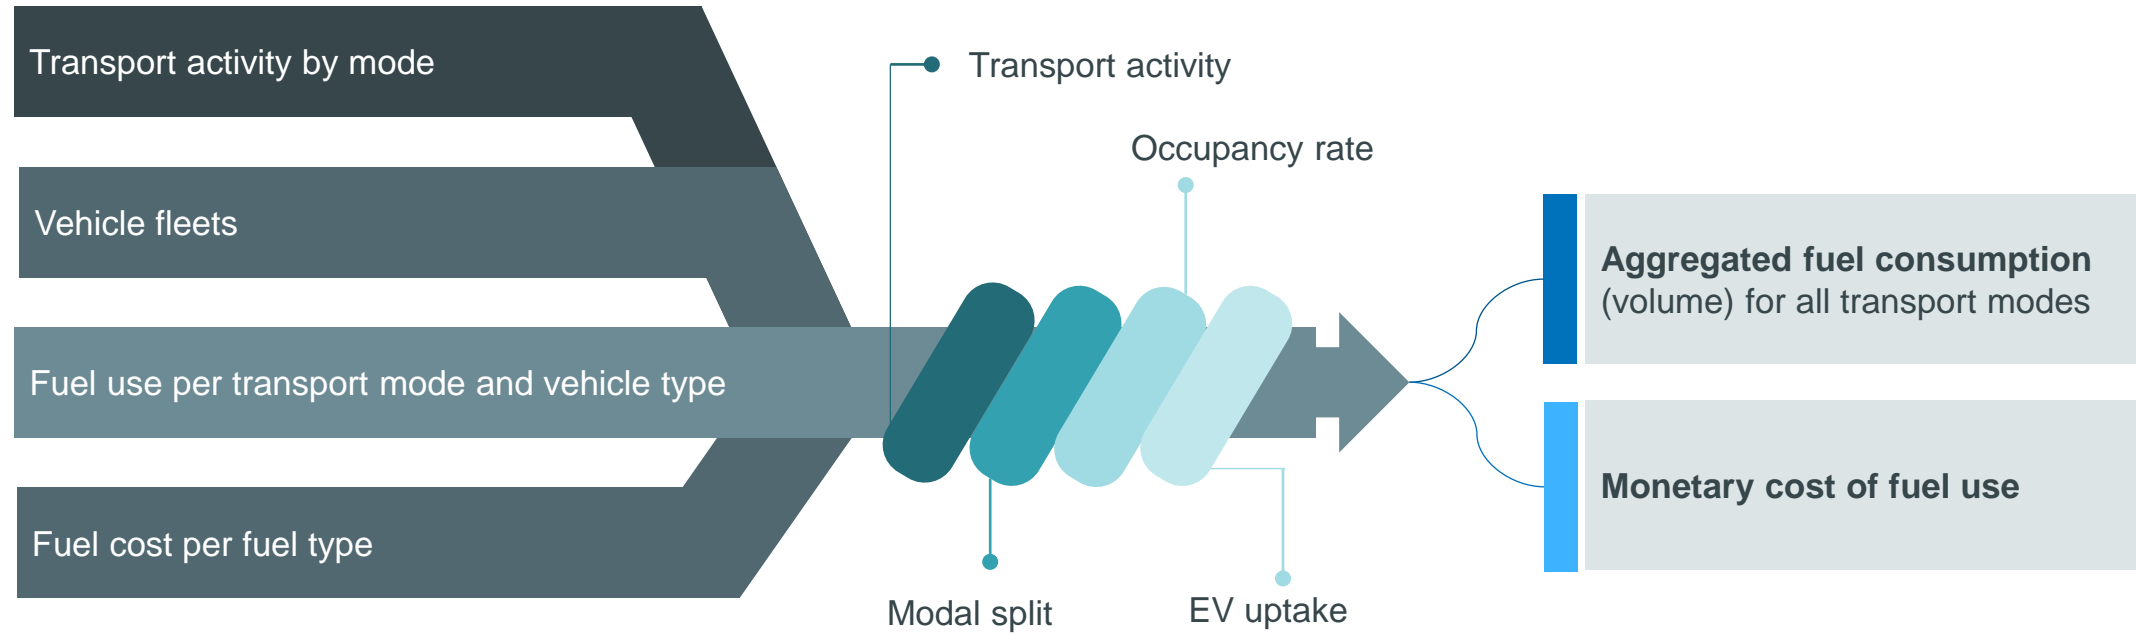 Transport activity by mode
Vehicle fleets
Fuel use per transport mode and vehicle type
Fuel cost per fuel type
Transport activity
Occupancy rate
Modal split
EV uptake
Aggregated fuel consumption
(volume) for all transport modes
Monetary cost of fuel use